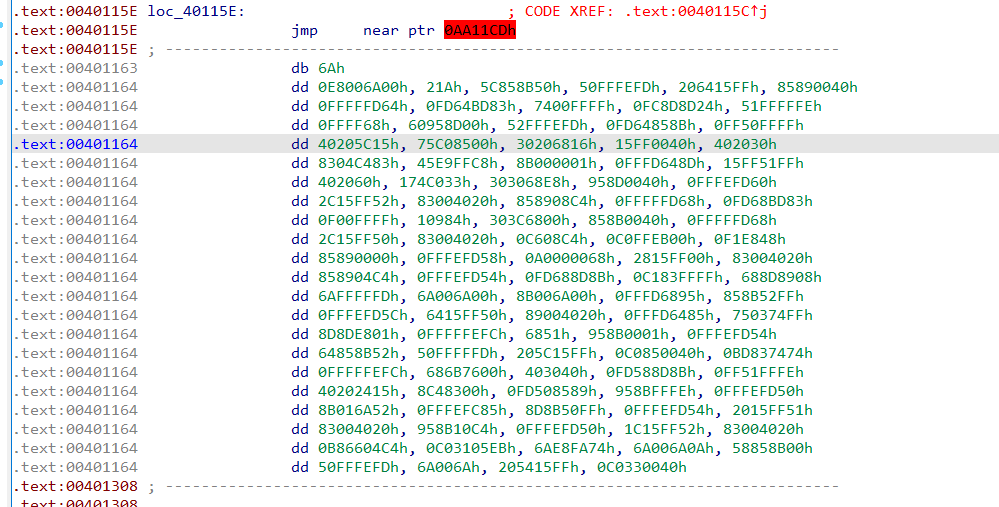 .text:0040115E loc_40115E: ; CODE XREF: .text:0040115C↑j
.text:0040115E jmp near ptr 0AA11CDh
.text:0040115E ; ---------------------------------------------------------------------------
.text:00401163 db 6Ah
.text:00401164 dd 0E8006A00h, 21Ah, 5C858B50h, 50FFFEFDh, 206415FFh, 85890040h
.text:00401164 dd 0FFFFFD64h, 0FD64BD83h, 7400FFFFh, 0FC8D8D24h, 51FFFFFEh
.text:00401164 dd 0FFFF68h, 60958D00h, 52FFFEFDh, 0FD64858Bh, 0FF50FFFFh
.text:00401164 dd 40205C15h, 75C08500h, 30206816h, 15FF0040h, 402030h
.text:00401164 dd 8304C483h, 45E9FFC8h, 8B000001h, 0FFFD648Dh, 15FF51FFh
.text:00401164 dd 402060h, 174C033h, 303068E8h, 958D0040h, 0FFFEFD60h
.text:00401164 dd 2C15FF52h, 83004020h, 858908C4h, 0FFFFFD68h, 0FD68BD83h
.text:00401164 dd 0F00FFFFh, 10984h, 303C6800h, 858B0040h, 0FFFFFD68h
.text:00401164 dd 2C15FF50h, 83004020h, 0C608C4h, 0C0FFEB00h, 0F1E848h
.text:00401164 dd 85890000h, 0FFFEFD58h, 0A0000068h, 2815FF00h, 83004020h
.text:00401164 dd 858904C4h, 0FFFEFD54h, 0FD688D8Bh, 0C183FFFFh, 688D8908h
.text:00401164 dd 6AFFFFFDh, 6A006A00h, 8B006A00h, 0FFFD6895h, 858B52FFh
.text:00401164 dd 0FFFEFD5Ch, 6415FF50h, 89004020h, 0FFFD6485h, 750374FFh
.text:00401164 dd 8D8DE801h, 0FFFFFEFCh, 6851h, 958B0001h, 0FFFEFD54h
.text:00401164 dd 64858B52h, 50FFFFFDh, 205C15FFh, 0C0850040h, 0BD837474h
.text:00401164 dd 0FFFFFEFCh, 686B7600h, 403040h, 0FD588D8Bh, 0FF51FFFEh
.text:00401164 dd 40202415h, 8C48300h, 0FD508589h, 958BFFFEh, 0FFFEFD50h
.text:00401164 dd 8B016A52h, 0FFFEFC85h, 8D8B50FFh, 0FFFEFD54h, 2015FF51h
.text:00401164 dd 83004020h, 958B10C4h, 0FFFEFD50h, 1C15FF52h, 83004020h
.text:00401164 dd 0B86604C4h, 0C03105EBh, 6AE8FA74h, 6A006A0Ah, 58858B00h
.text:00401164 dd 50FFFEFDh, 6A006Ah, 205415FFh, 0C0330040h
.text:00401308 ; ---------------------------------------------------------------------------
.text:00401308